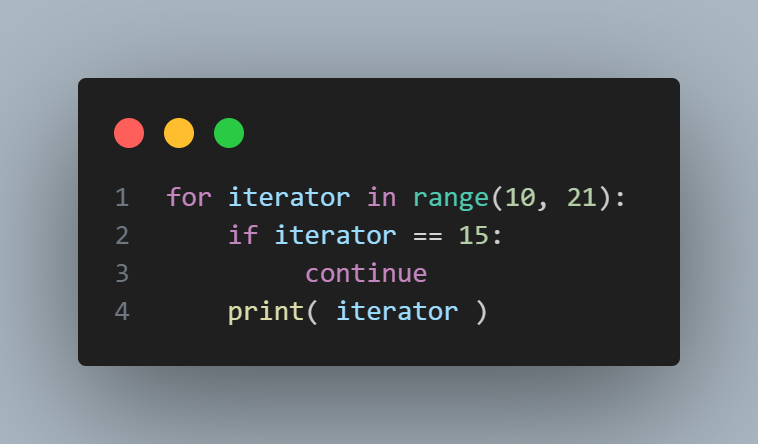 1 for iterator in range(10, 21):
2     if iterator == 15:
3          continue
4     print( iterator )